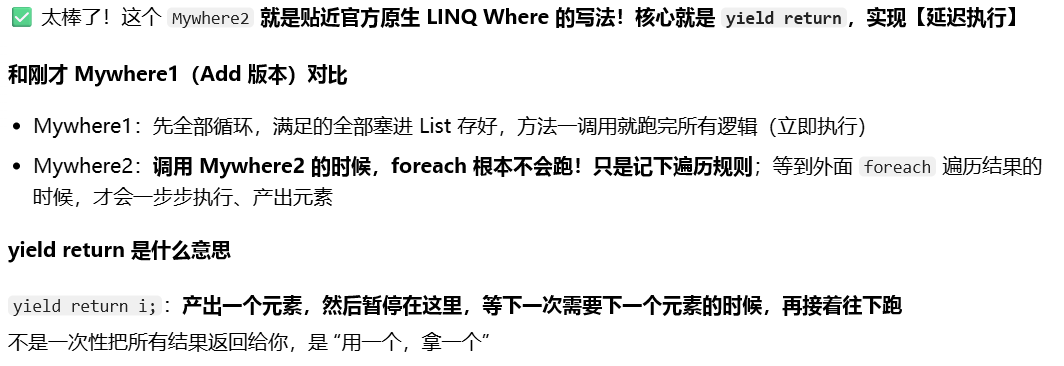 ✅ 太棒了！这个 Mywhere2 就是贴近官方原生 LINQ Where 的写法！核心就是 yield return，实现【延迟执行】
和刚才 Mywhere1（Add 版本）对比
• Mywhere1：先全部循环，满足的全部塞进 List 存好，方法一调用就跑完所有逻辑（立即执行）
• Mywhere2：调用 Mywhere2 的时候，foreach 根本不会跑！只是记下遍历规则；等到外面 foreach 遍历结果的
时候，才会一步步执行、产出元素
yield return 是什么意思
yield return i;：产出一个元素，然后暂停在这里，等下一次需要下一个元素的时候，再接着往下跑
不是一次性把所有结果返回给你，是 “用一个，拿一个”